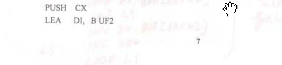 PUSH CX
LEA DI, B UF2
7